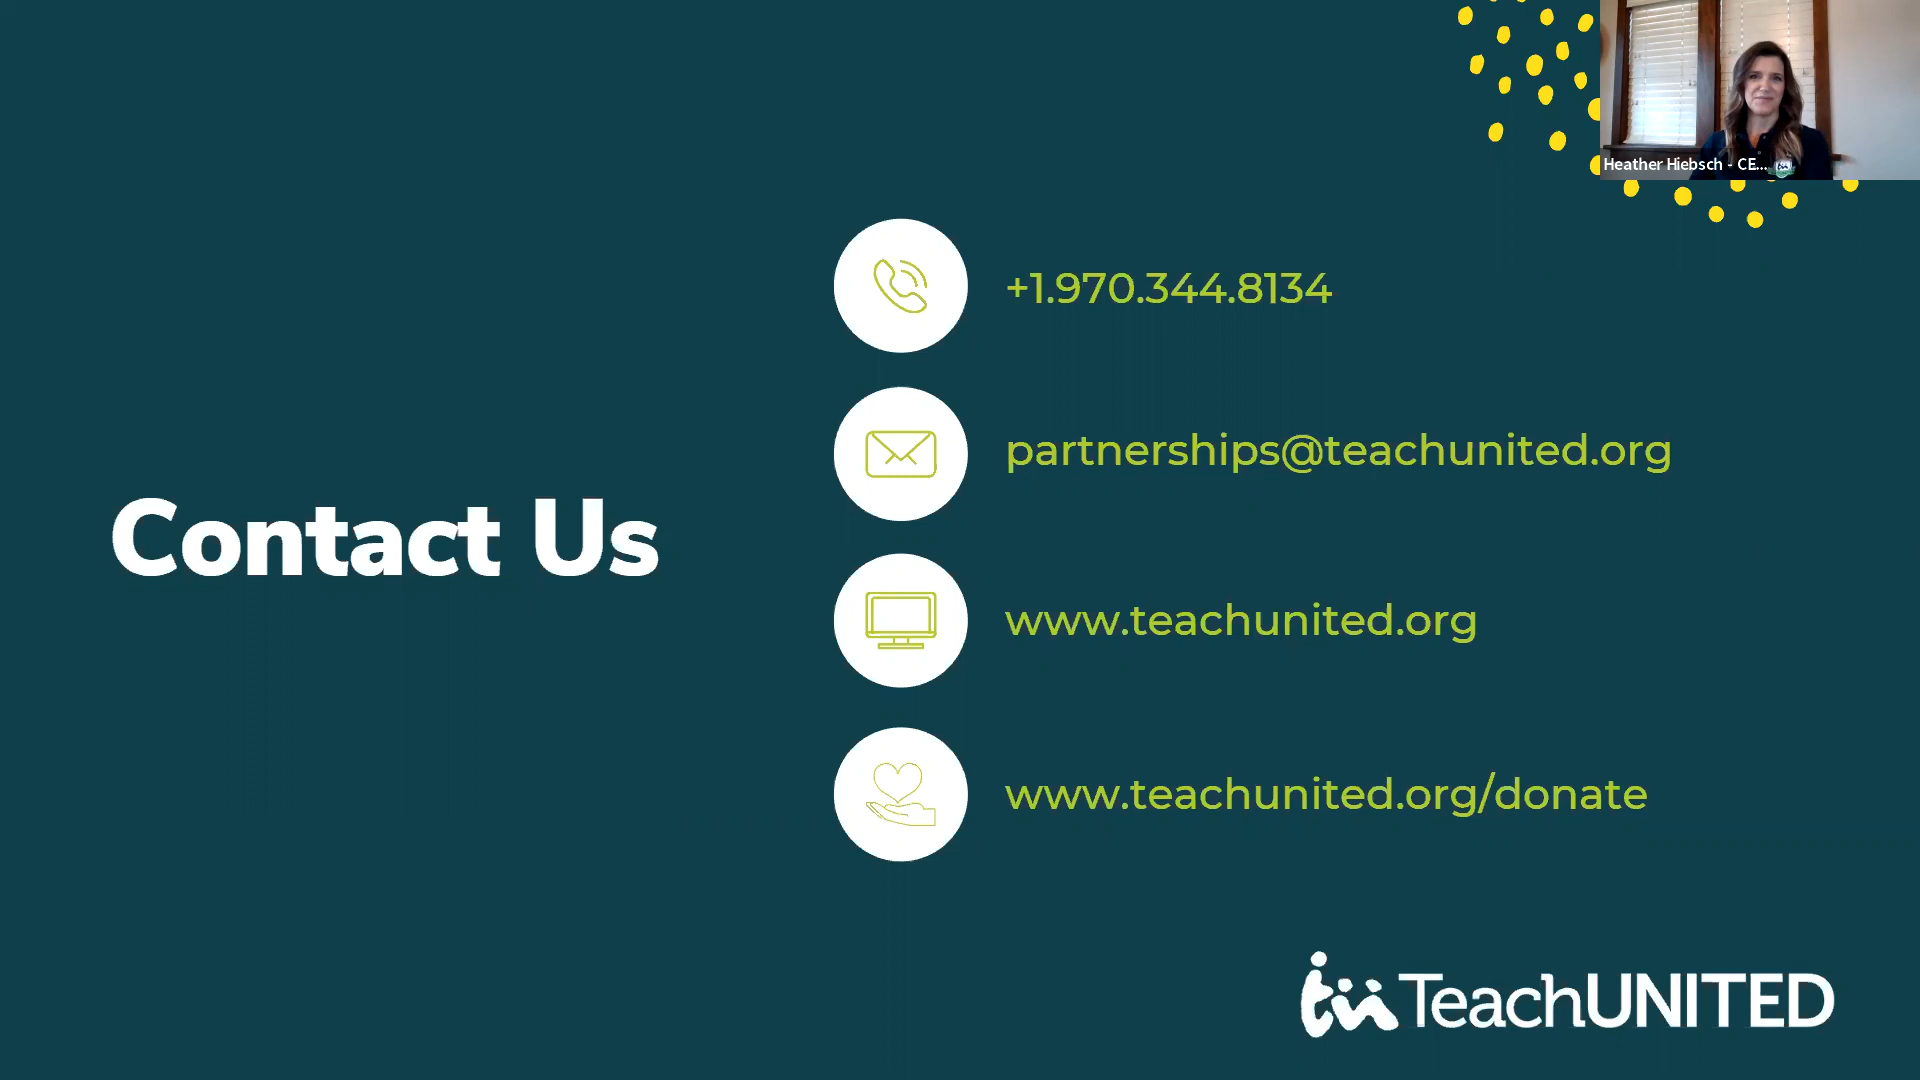 Heather Hiebsch - CE...
+1.970.344.8134
partnerships@teachunited.org
Contact Us
www.teachunited.org
www.teachunited.org/donate
TeachUNITED